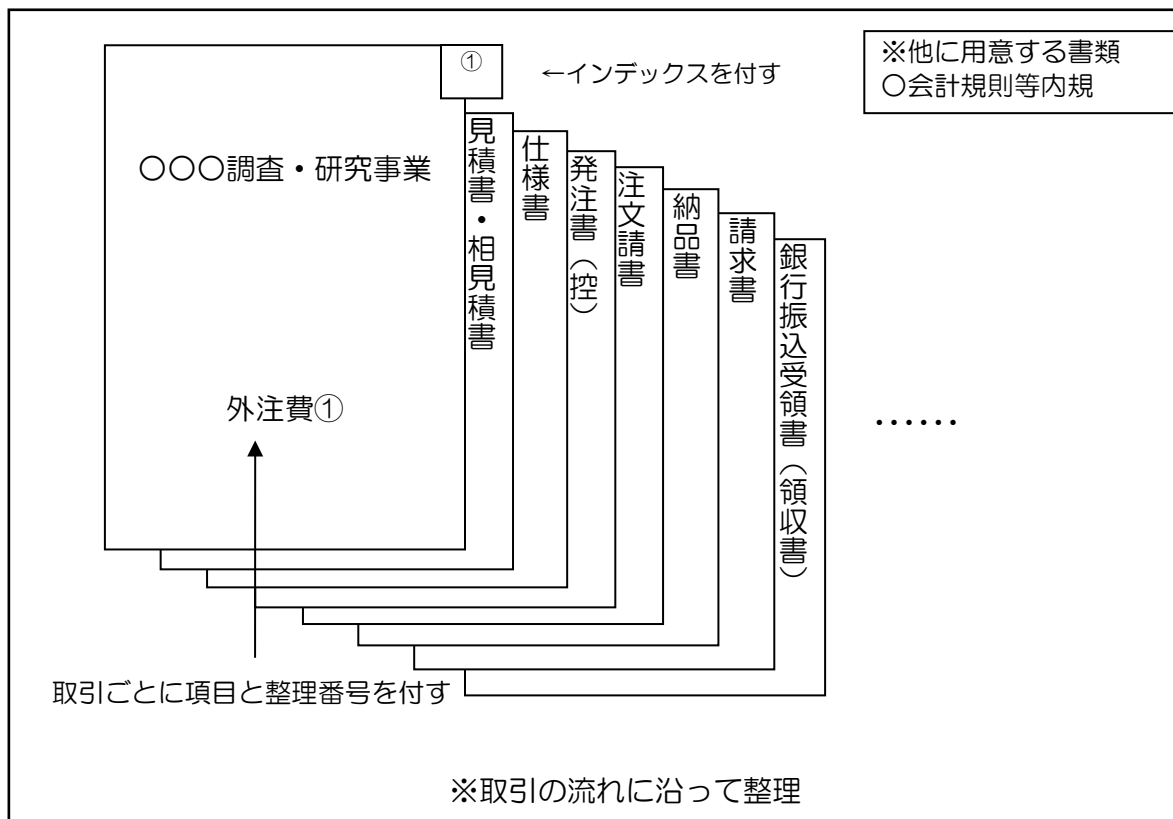 ①
←インデックスを付す
※他に用意する書類
○会計規則等内規
○○○調査・研究事業
見積書・相見積書
仕様書
発注書（控）
注文請書
納品書
請求書
銀行振込受領書（領収書）
……
外注費①
取引ごとに項目と整理番号を付す
※取引の流れに沿って整理